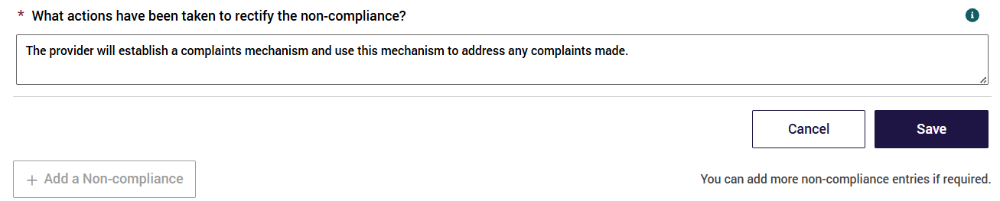 * What actions have been taken to rectify the non-compliance?
The provider will establish a complaints mechanism and use this mechanism to address any complaints made.
Cancel Save
+ Add a Non-compliance You can add more non-compliance entries if required.